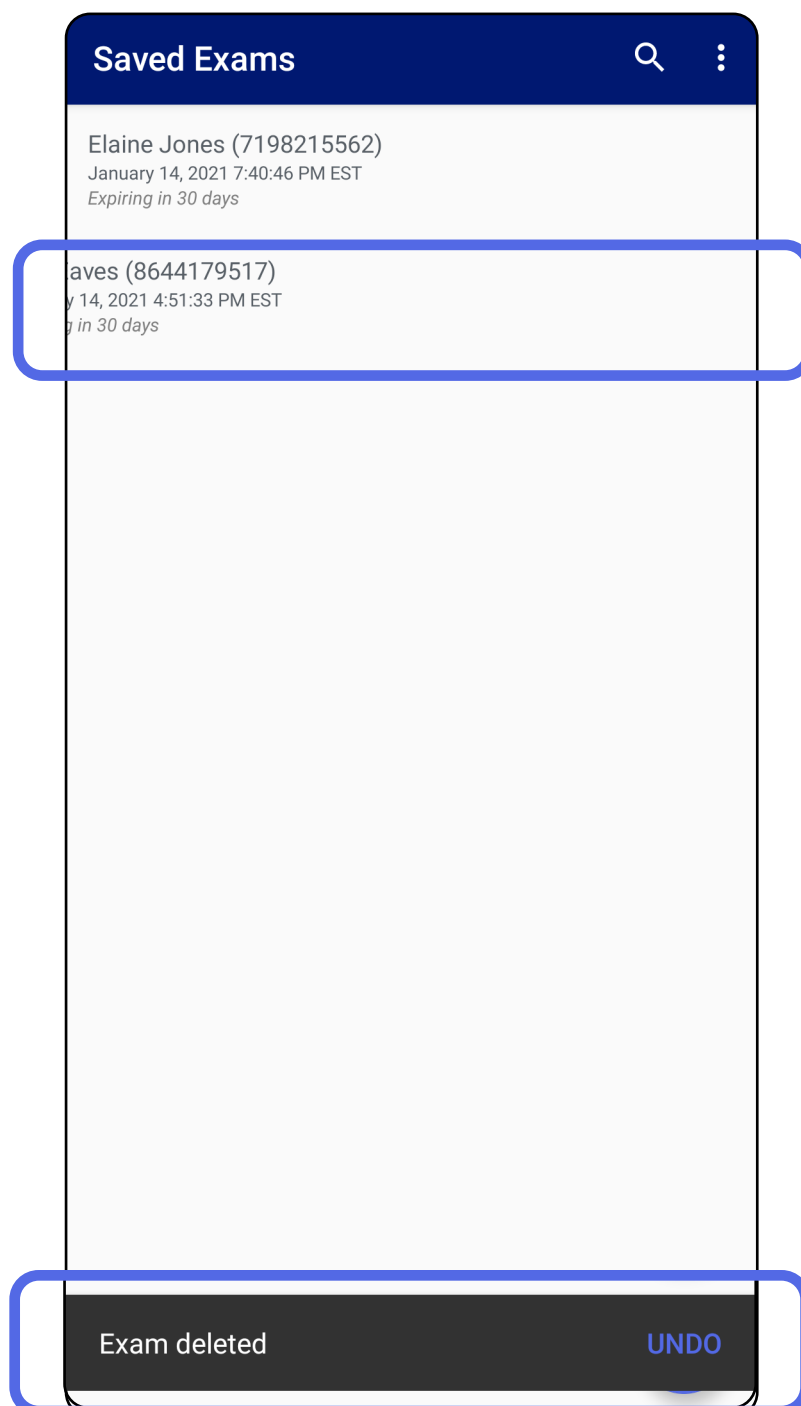 Saved Exams
Elaine Jones (7198215562)
January 14, 2021 7:40:46 PM EST
Expiring in 30 days
aves (8644179517)
y 14, 2021 4:51:33 PM EST
g in 30 days
Exam deleted UNDO